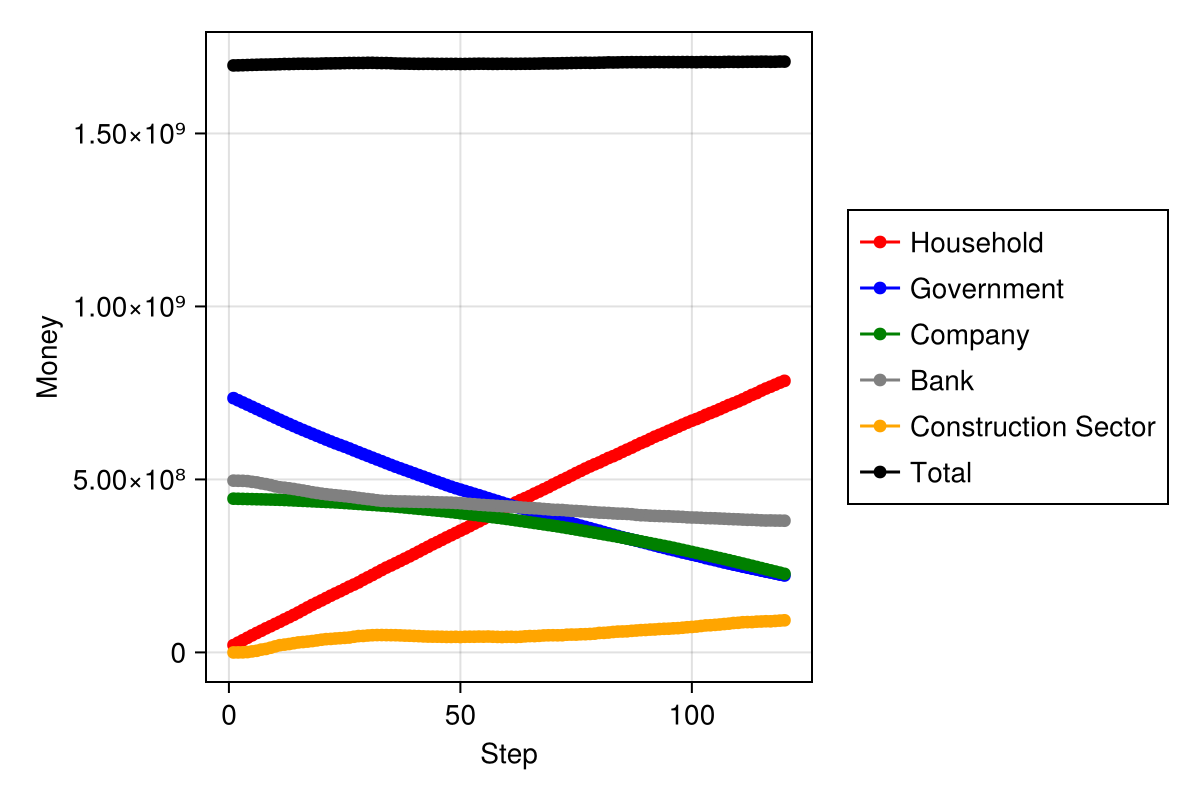 1.50×10⁹
1.00×10⁹
5.00×10⁸
0
Money
0 50 100
Step
Household
Government
Company
Bank
Construction Sector
Total